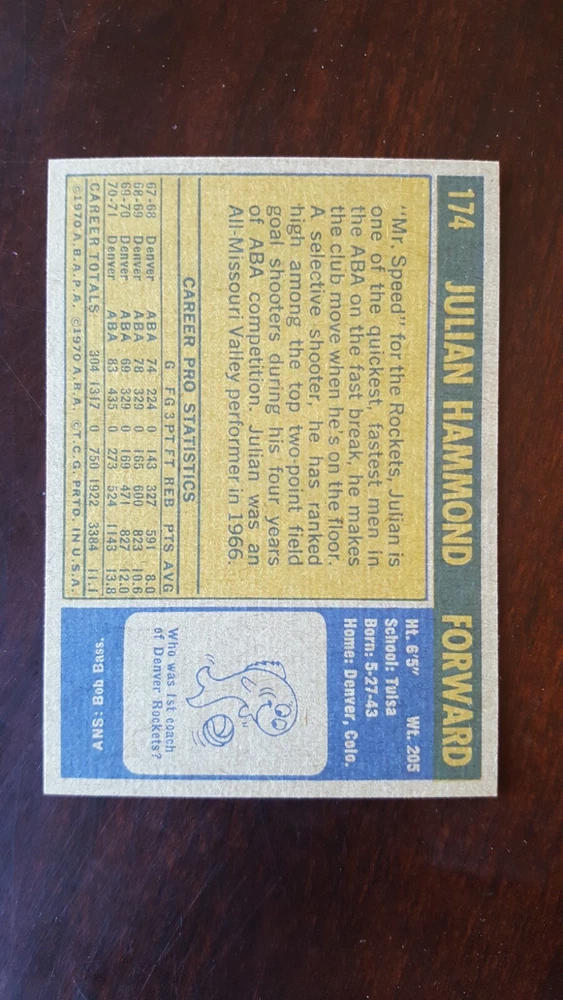 174 JULIAN HAMMOND FORWARD
"Mr. Speed" for the Rockets, Julian is
one of the quickest, fastest men in
the ABA on the fast break, he makes
the club move when he's on the floor.
A selective shooter, he has ranked
high among the top two-point field
goal shooters during his four years
of ABA competition. Julian was an
All-Missouri Valley performer in 1966.
CAREER PRO STATISTICS
G FG 3PT FT REB PTS AVG
67-68 Denver ABA 74 224 0 143 327 591 8.0
68-69 Denver ABA 78 329 0 165 600 823 10.6
69-70 Denver ABA 69 329 0 169 471 827 12.0
70-71 Denver ABA 83 435 0 273 524 1143 13.8
CAREER TOTALS 304 1317 0 750 1922 3384 11.1
©1970 A.B.A.P.A. ©1970 A.B.A. ©T.C.G. PRTD. IN U.S.A.
Ht. 6'5" Wt. 205
School: Tulsa
Born: 5-27-43
Home: Denver, Colo.
Who was 1st coach
of Denver Rockets?
ANS: Bob Bass.